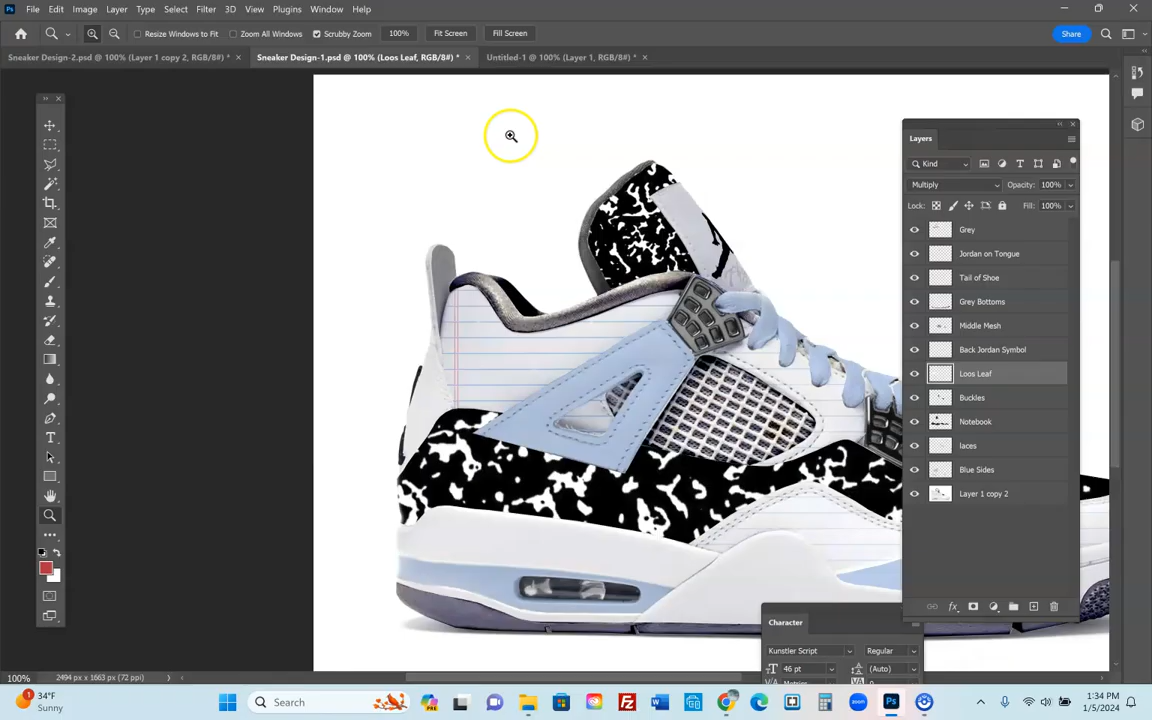 Ps File Edit Image Layer Type Select Filter 3D View Plugins Window Help
Resize Windows to Fit All Windows Scrubby Zoom 100% Fit Screen Fill Screen Share
Sneaker Design-2.psd @ 100% (Layer 1 copy 2, RGB/8#) * × Sneaker Design-1.psd @ 100% (Loos Leaf, RGB/8#) * × Untitled-1 @ 100% (Layer 1, RGB/8#) * ×
Layers
Kind
Multiply Opacity: 100%
Lock: Fill: 100%
Grey
Jordan on Tongue
Tail of Shoe
Grey Bottoms
Middle Mesh
Back Jordan Symbol
Loos Leaf
Buckles
Notebook
laces
Blue Sides
Layer 1 copy 2
fx
Character
Kunstler Script Regular
46 pt (Auto)
100% 2494 px x 1663 px (72 ppi)
1
34°F
Sunny
Search
PRE
zoom
Ps
1:34 PM
1/5/2024